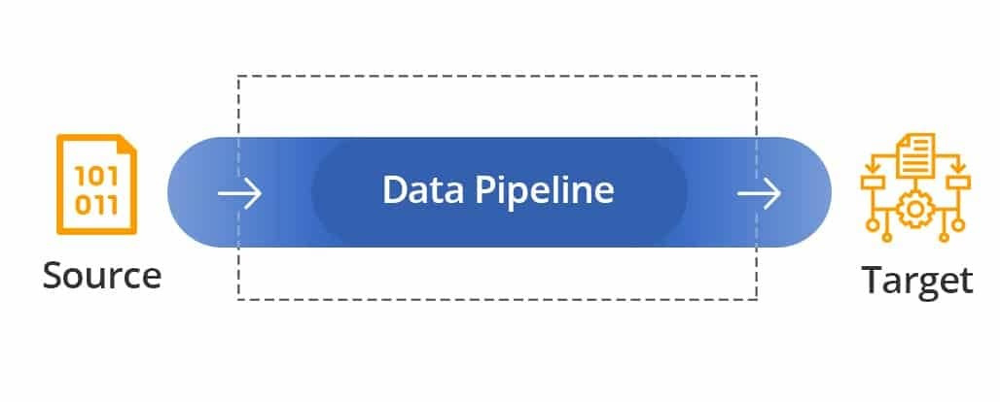 101
011
Data Pipeline
Source
Target